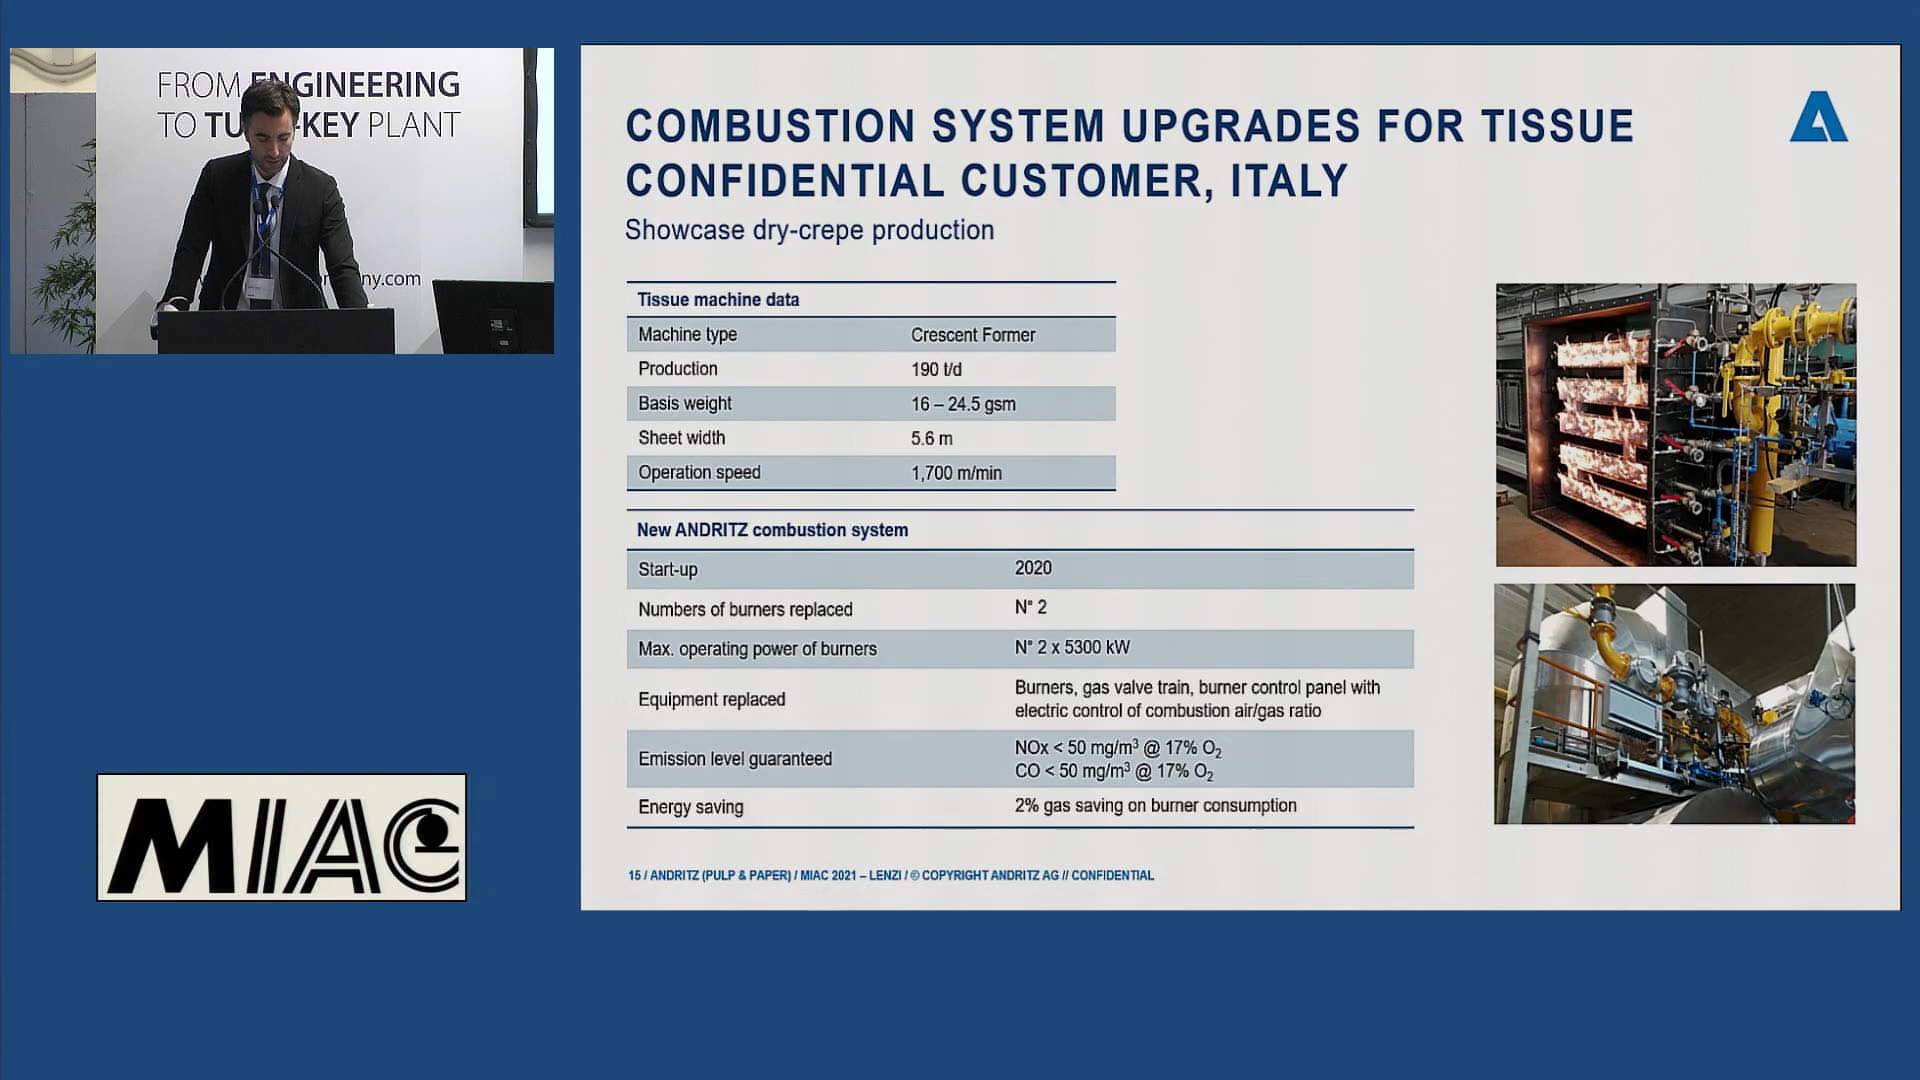 FROM ENGINEERING
TO TU -KEY PLANT
ny.com
MIAC
COMBUSTION SYSTEM UPGRADES FOR TISSUE
CONFIDENTIAL CUSTOMER, ITALY
Showcase dry-crepe production
Tissue machine data
Machine type Crescent Former
Production 190 t/d
Basis weight 16 – 24.5 gsm
Sheet width 5.6 m
Operation speed 1,700 m/min
New ANDRITZ combustion system
Start-up 2020
Numbers of burners replaced N° 2
Max. operating power of burners N° 2 x 5300 kW
Equipment replaced Burners, gas valve train, burner control panel with
electric control of combustion air/gas ratio
Emission level guaranteed NOx < 50 mg/m³ @ 17% O₂
CO < 50 mg/m³ @ 17% O₂
Energy saving 2% gas saving on burner consumption
15 / ANDRITZ (PULP & PAPER) / MIAC 2021 – LENZI / © COPYRIGHT ANDRITZ AG // CONFIDENTIAL